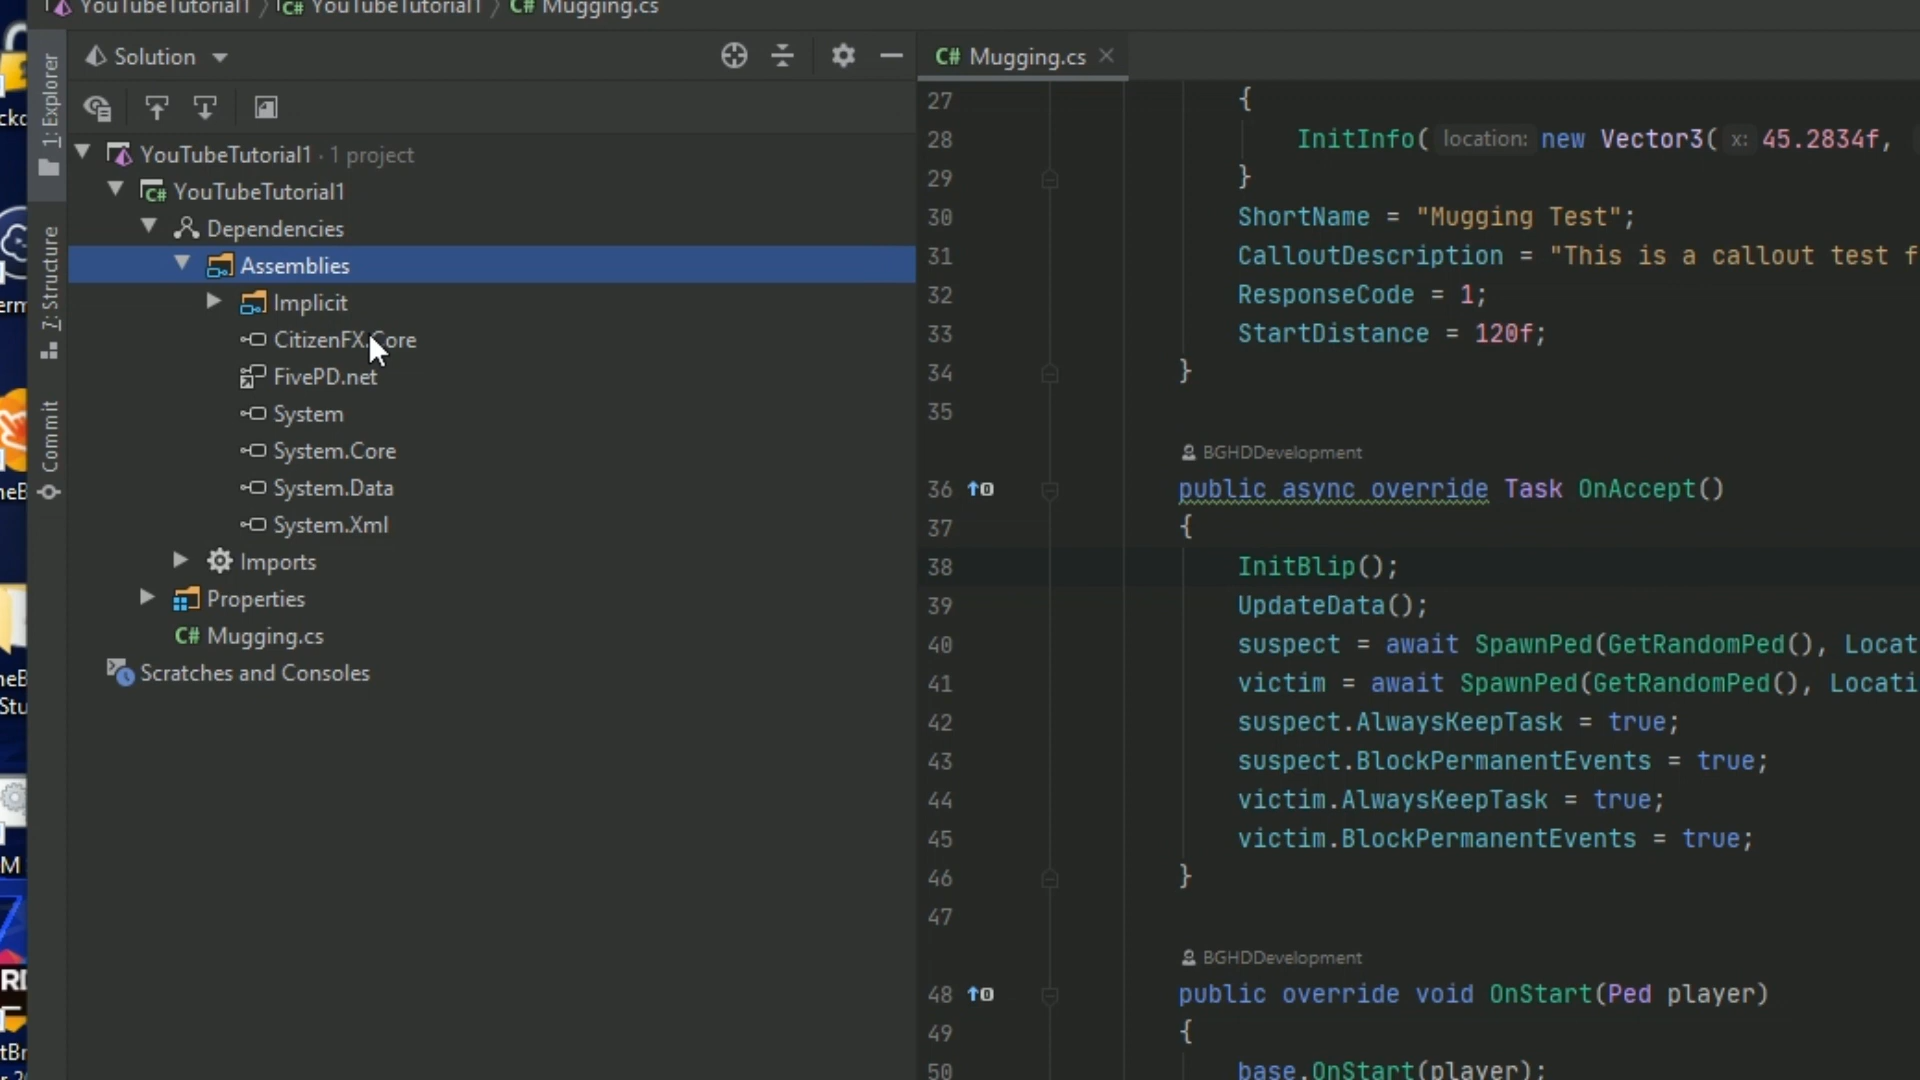 YouTubeTutorial1 YouTubeTutorial1 C# Mugging.cs
Solution
C# Mugging.cs
1: Explorer
Z: Structure
Commit
YouTubeTutorial1 · 1 project
C# YouTubeTutorial1
Dependencies
Assemblies
Implicit
CitizenFX.Core
FivePD.net
System
System.Core
System.Data
System.Xml
Imports
Properties
C# Mugging.cs
Scratches and Consoles
27 {
28 InitInfo( location: new Vector3( x: 45.2834f,
29 }
30 ShortName = "Mugging Test";
31 CalloutDescription = "This is a callout test f
32 ResponseCode = 1;
33 StartDistance = 120f;
34 }
35
BGHDDevelopment
36 public async override Task OnAccept()
37 {
38 InitBlip();
39 UpdateData();
40 suspect = await SpawnPed(GetRandomPed(), Locat
41 victim = await SpawnPed(GetRandomPed(), Locati
42 suspect.AlwaysKeepTask = true;
43 suspect.BlockPermanentEvents = true;
44 victim.AlwaysKeepTask = true;
45 victim.BlockPermanentEvents = true;
46 }
47
BGHDDevelopment
48 public override void OnStart(Ped player)
49 {
50 base.OnStart(player);